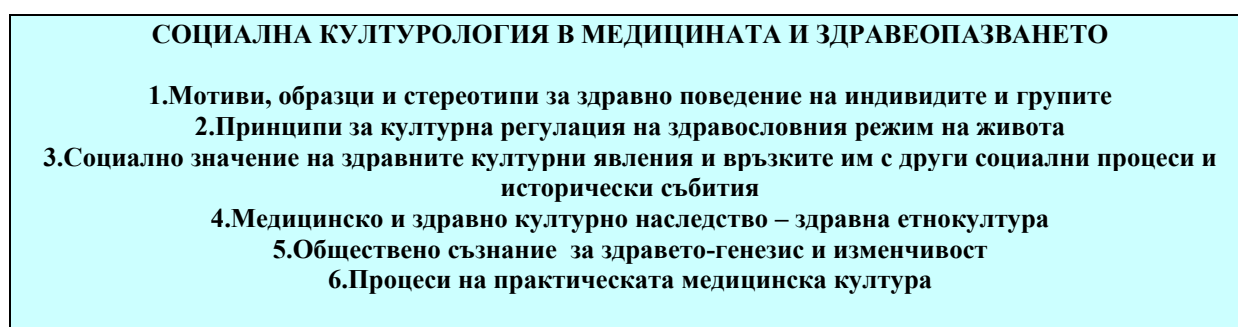 СОЦИАЛНА КУЛТУРОЛОГИЯ В МЕДИЦИНАТА И ЗДРАВЕОПАЗВАНЕТО
1.Мотиви, образци и стереотипи за здравно поведение на индивидите и групите
2.Принципи за културна регулация на здравословния режим на живота
3.Социално значение на здравните културни явления и връзките им с други социални процеси и
исторически събития
4.Медицинско и здравно културно наследство – здравна етнокултура
5.Обществено съзнание  за здравето-генезис и изменчивост
6.Процеси на практическата медицинска култура